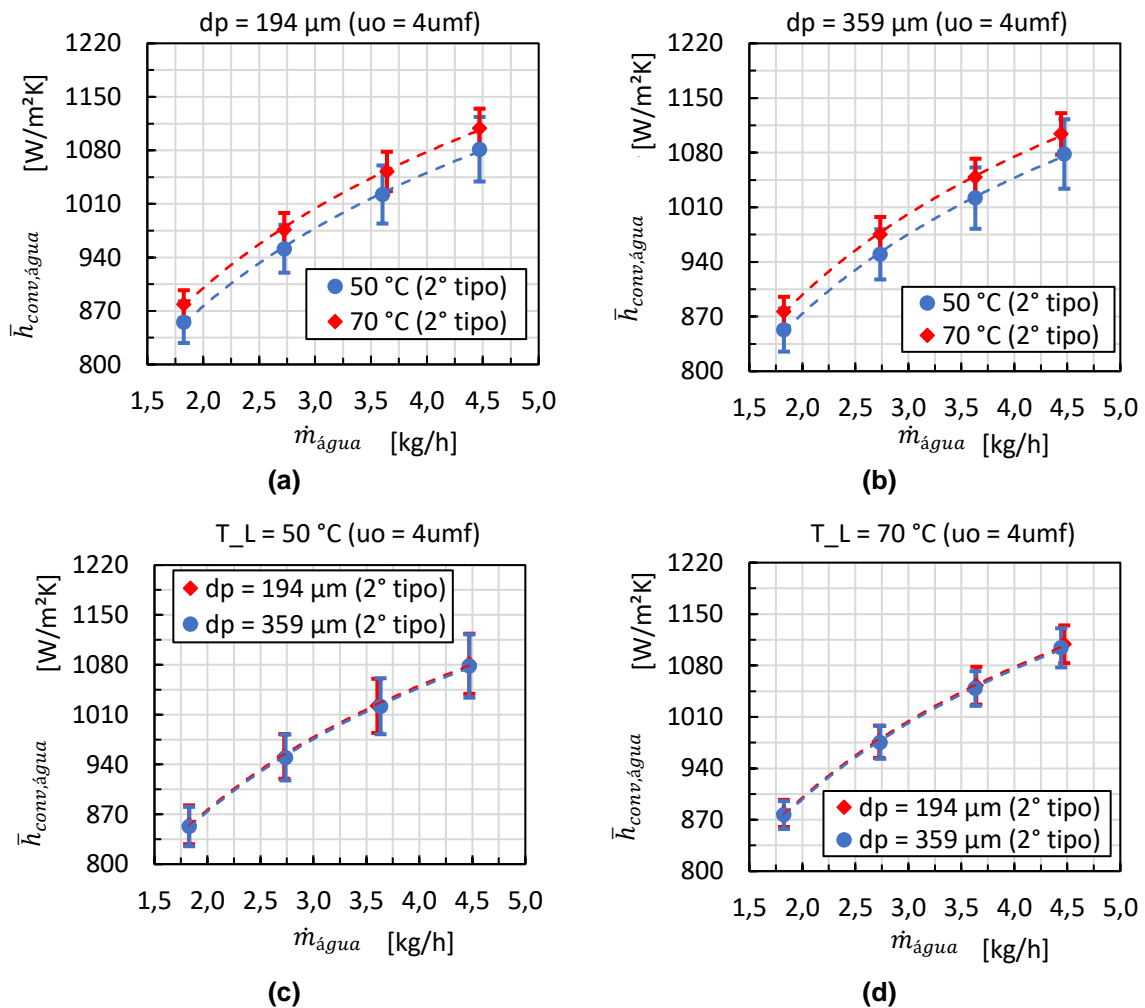 dp = 194 µm (uo = 4umf)
1220
1150
1080
1010
940
870
800
h̄conv,água [W/m²K]
50 °C (2° tipo)
70 °C (2° tipo)
1,5 2,0 2,5 3,0 3,5 4,0 4,5 5,0
ṁágua [kg/h]
(a)
dp = 359 µm (uo = 4umf)
1220
1150
1080
1010
940
870
800
h̄conv,água [W/m²K]
50 °C (2° tipo)
70 °C (2° tipo)
1,5 2,0 2,5 3,0 3,5 4,0 4,5 5,0
ṁágua [kg/h]
(b)
T_L = 50 °C (uo = 4umf)
1220
1150
1080
1010
940
870
800
h̄conv,água [W/m²K]
dp = 194 µm (2° tipo)
dp = 359 µm (2° tipo)
1,5 2,0 2,5 3,0 3,5 4,0 4,5 5,0
ṁágua [kg/h]
(c)
T_L = 70 °C (uo = 4umf)
1220
1150
1080
1010
940
870
800
h̄conv,água [W/m²K]
dp = 194 µm (2° tipo)
dp = 359 µm (2° tipo)
1,5 2,0 2,5 3,0 3,5 4,0 4,5 5,0
ṁágua [kg/h]
(d)